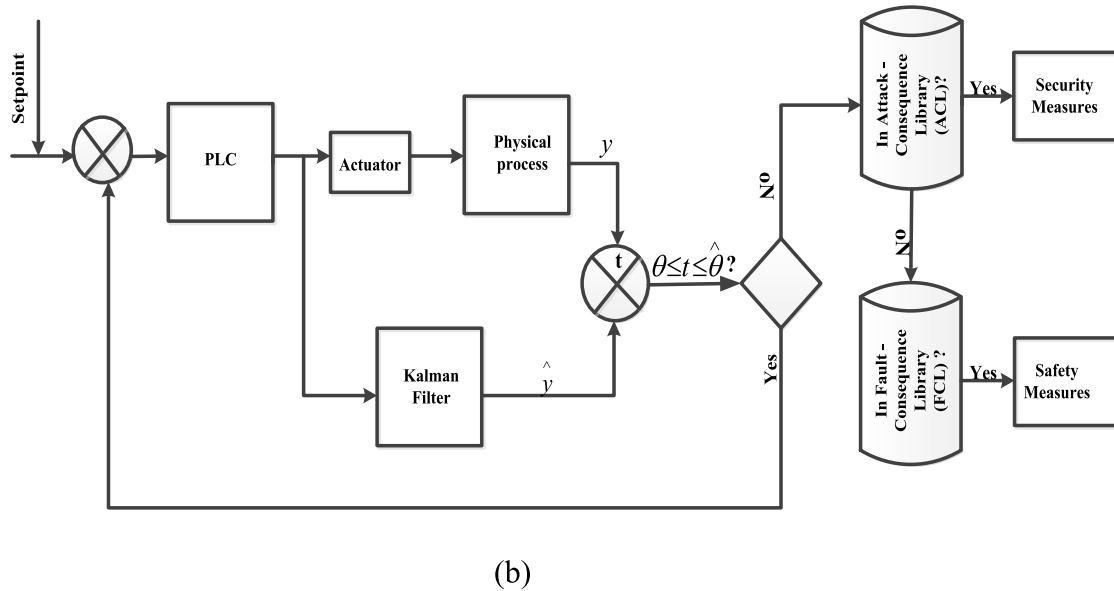 Setpoint
PLC
Actuator
Physical
process
y
t
θ≤t≤θ̂?
Kalman
Filter
ŷ
No
Yes
In Attack -
Consequence
Library
(ACL)?
Yes
Security
Measures
No
In Fault -
Consequence
Library
(FCL) ?
Yes
Safety
Measures
(b)